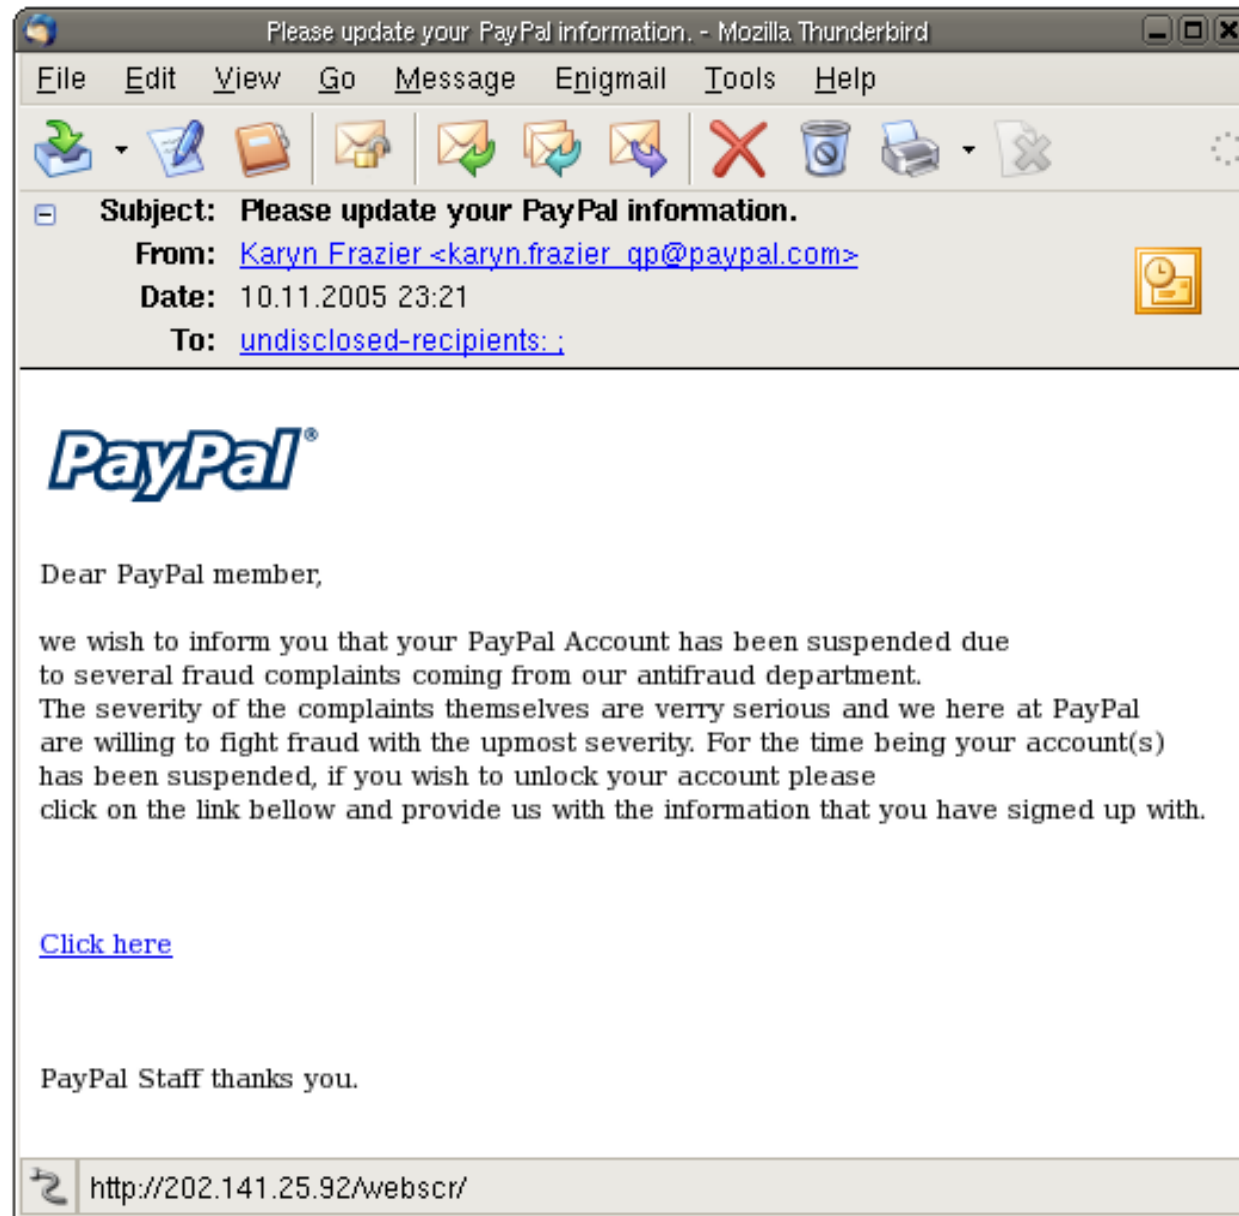 Please update your PayPal information. - Mozilla Thunderbird
File Edit View Go Message Enigmail Tools Help
Subject: Please update your PayPal information.
From: Karyn Frazier <karyn.frazier_qp@paypal.com>
Date: 10.11.2005 23:21
To: undisclosed-recipients: ;
PayPal®
Dear PayPal member,
we wish to inform you that your PayPal Account has been suspended due
to several fraud complaints coming from our antifraud department.
The severity of the complaints themselves are verry serious and we here at PayPal
are willing to fight fraud with the upmost severity. For the time being your account(s)
has been suspended, if you wish to unlock your account please
click on the link bellow and provide us with the information that you have signed up with.
Click here
PayPal Staff thanks you.
http://202.141.25.92/webscr/